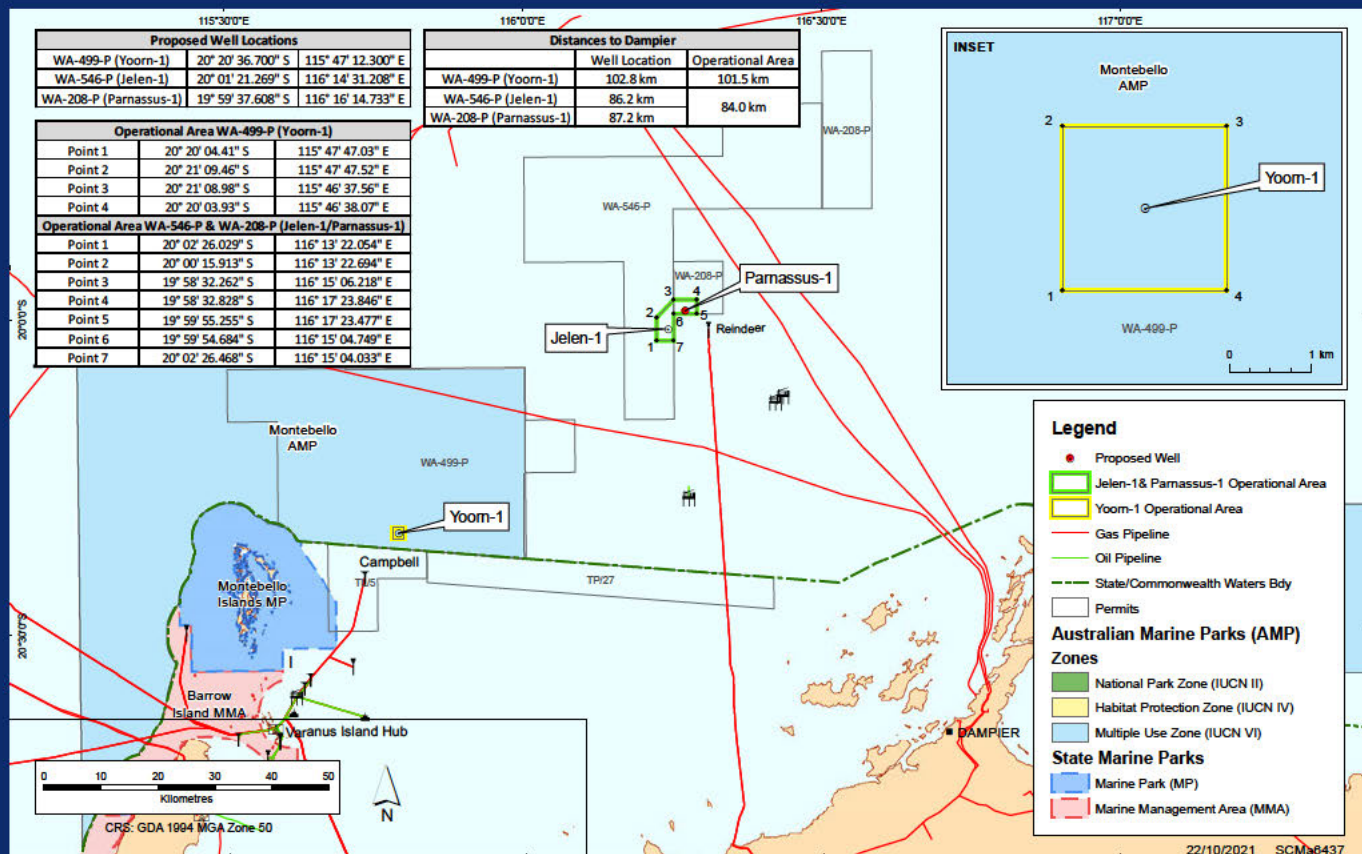 115°30'0"E 116°0'0"E 116°30'0"E 117°0'0"E
Proposed Well Locations
WA-499-P (Yoorn-1) 20° 20' 36.700" S 115° 47' 12.300" E
WA-546-P (Jelen-1) 20° 01' 21.269" S 116° 14' 31.208" E
WA-208-P (Parnassus-1) 19° 59' 37.608" S 116° 16' 14.733" E
Distances to Dampier
Well Location Operational Area
WA-499-P (Yoorn-1) 102.8 km 101.5 km
WA-546-P (Jelen-1) 86.2 km 84.0 km
WA-208-P (Parnassus-1) 87.2 km
Operational Area WA-499-P (Yoorn-1)
Point 1 20° 20' 04.41" S 115° 47' 47.03" E
Point 2 20° 21' 09.46" S 115° 47' 47.52" E
Point 3 20° 21' 08.98" S 115° 46' 37.56" E
Point 4 20° 20' 03.93" S 115° 46' 38.07" E
Operational Area WA-546-P & WA-208-P (Jelen-1/Parnassus-1)
Point 1 20° 02' 26.029" S 116° 13' 22.054" E
Point 2 20° 00' 15.913" S 116° 13' 22.694" E
Point 3 19° 58' 32.262" S 116° 15' 06.218" E
Point 4 19° 58' 32.828" S 116° 17' 23.846" E
Point 5 19° 59' 55.255" S 116° 17' 23.477" E
Point 6 19° 59' 54.684" S 116° 15' 04.749" E
Point 7 20° 02' 26.468" S 116° 15' 04.033" E
INSET
Montebello
AMP
2
3
Yoorn-1
1
4
WA-499-P
0 1 km
WA-208-P
WA-546-P
WA-208-P
Parnassus-1
3 4
2 6 5
1 7
Jelen-1
Reindeer
20°0'0"S
Montebello
AMP
WA-499-P
Yoorn-1
Campbell
TP/27
Montebello
Islands MP
20°30'0"S
Barrow
Island MMA
Varanus Island Hub
DAMPIER
0 10 20 30 40 50
Kilometres
N
CRS: GDA 1994 MGA Zone 50
Legend
Proposed Well
Jelen-1& Parnassus-1 Operational Area
Yoorn-1 Operational Area
Gas Pipeline
Oil Pipeline
State/Commonwealth Waters Bdy
Permits
Australian Marine Parks (AMP)
Zones
National Park Zone (IUCN II)
Habitat Protection Zone (IUCN IV)
Multiple Use Zone (IUCN VI)
State Marine Parks
Marine Park (MP)
Marine Management Area (MMA)
22/10/2021 SCMa6437